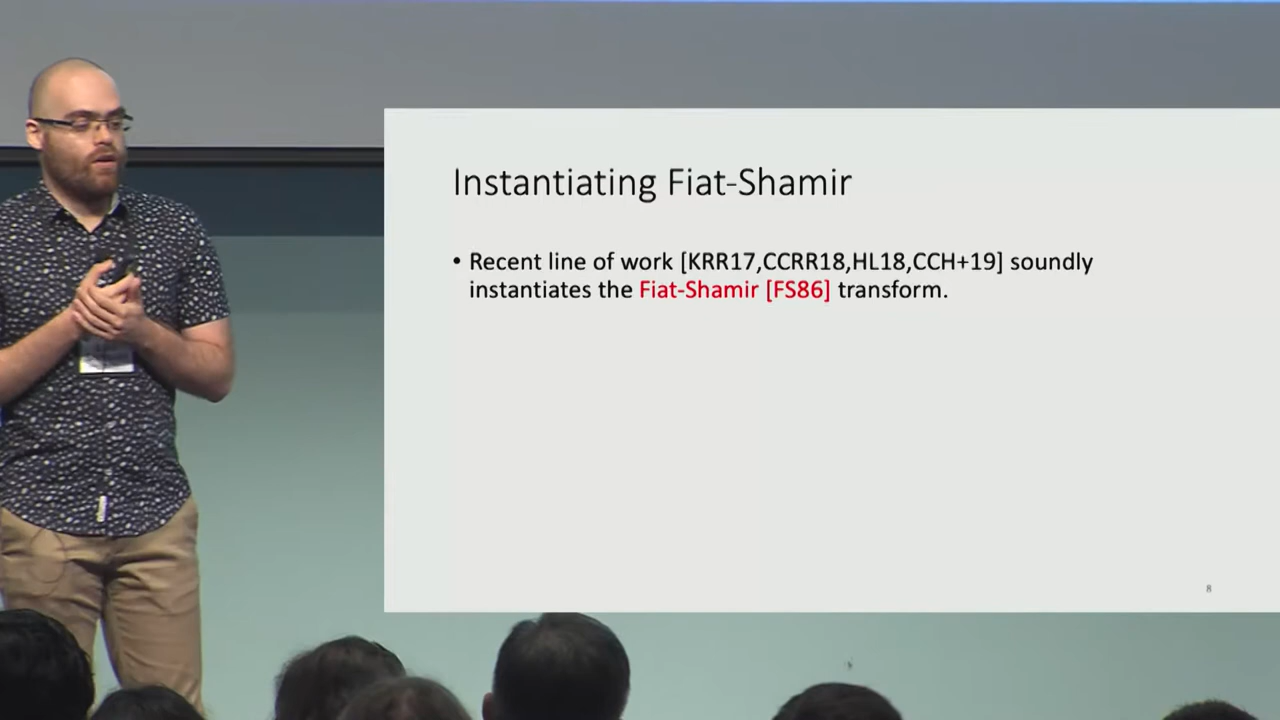 Instantiating Fiat-Shamir
• Recent line of work [KRR17,CCRR18,HL18,CCH+19] soundly
instantiates the Fiat-Shamir [FS86] transform.
8